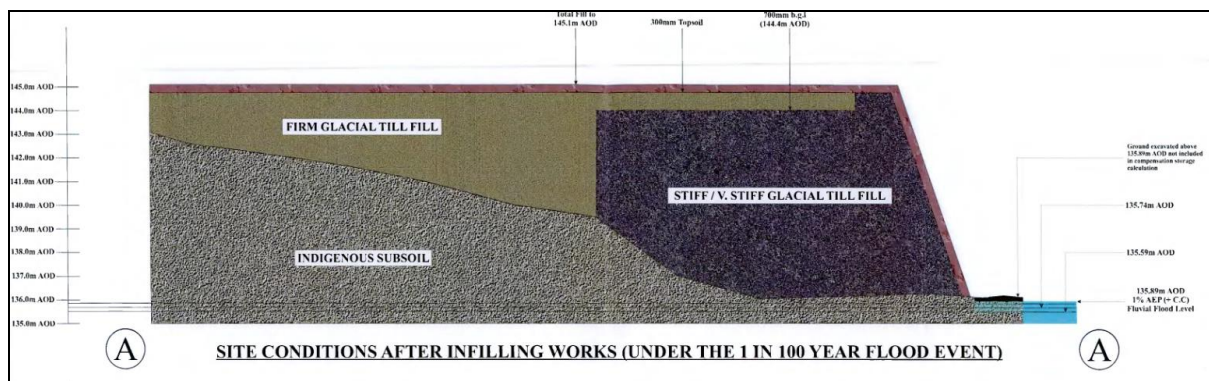 Total Fill to
145.1m AOD
300mm Topsoil
700mm b.g.l
(144.4m AOD)
145.0m AOD
144.0m AOD
143.0m AOD
142.0m AOD
141.0m AOD
140.0m AOD
139.0m AOD
138.0m AOD
137.0m AOD
136.0m AOD
135.0m AOD
FIRM GLACIAL TILL FILL
STIFF / V. STIFF GLACIAL TILL FILL
INDIGENOUS SUBSOIL
Ground excavated above
135.89m AOD not included
in compensation storage
calculation
135.74m AOD
135.59m AOD
135.89m AOD
1% AEP (+ C.C)
Fluvial Flood Level
A
SITE CONDITIONS AFTER INFILLING WORKS (UNDER THE 1 IN 100 YEAR FLOOD EVENT)
A